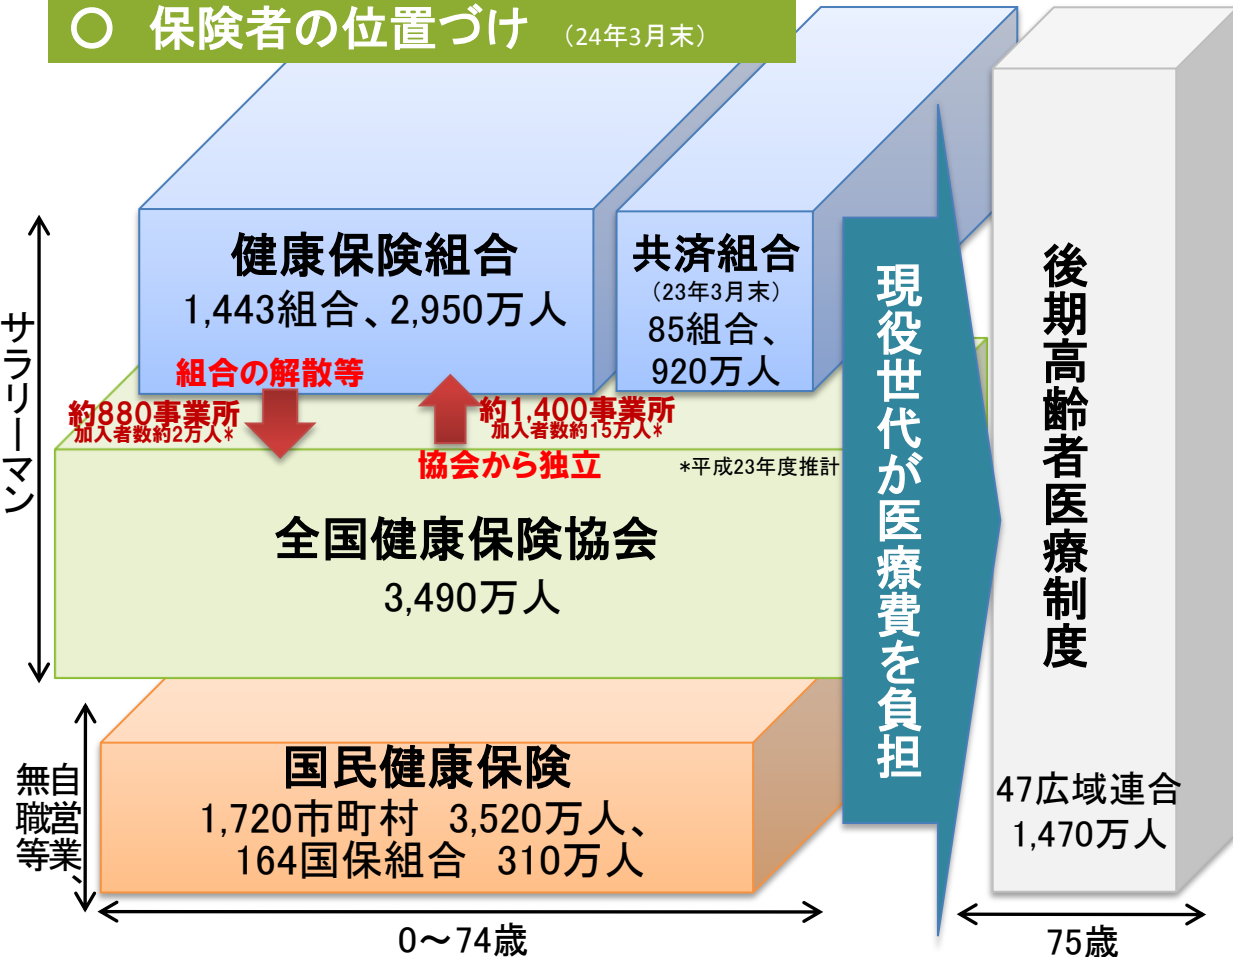 〇 保険者の位置づけ （24年3月末）
健康保険組合
1,443組合、2,950万人
共済組合
（23年3月末）
85組合、
920万人
組合の解散等
約880事業所
加入者数約2万人*
約1,400事業所
加入者数約15万人*
協会から独立
*平成23年度推計
全国健康保険協会
3,490万人
サラリーマン
国民健康保険
1,720市町村 3,520万人、
164国保組合 310万人
自営業、
無職等
現役世代が医療費を負担
後期高齢者医療制度
47広域連合
1,470万人
0～74歳
75歳